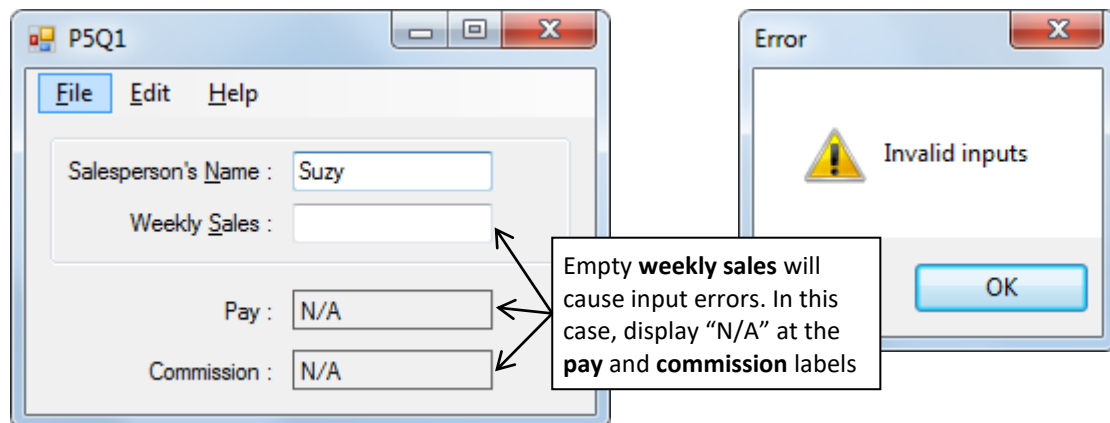 P5Q1
File Edit Help
Salesperson's Name : Suzy
Weekly Sales :
Pay : N/A
Commission : N/A
Empty weekly sales will
cause input errors. In this
case, display “N/A” at the
pay and commission labels
Error
Invalid inputs
OK